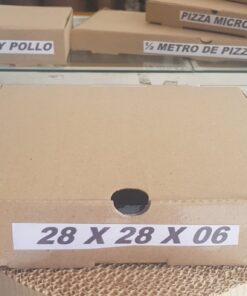 PIZZA MICRO
Y POLLO
½ METRO DE PIZZ
28 X 28 X 06